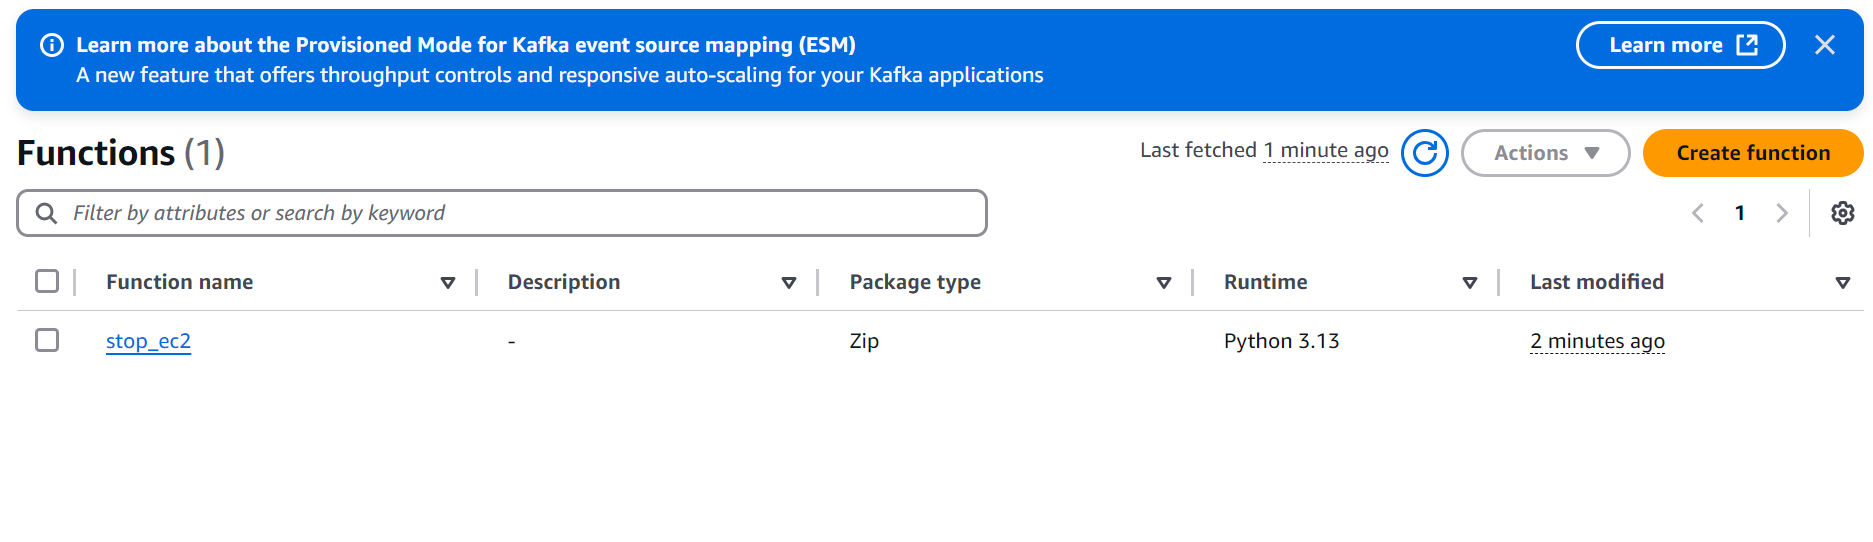 Learn more about the Provisioned Mode for Kafka event source mapping (ESM)
A new feature that offers throughput controls and responsive auto-scaling for your Kafka applications
Learn more
Functions (1)
Last fetched 1 minute ago
Actions
Create function
Filter by attributes or search by keyword
1
Function name Description Package type Runtime Last modified
stop_ec2 - Zip Python 3.13 2 minutes ago